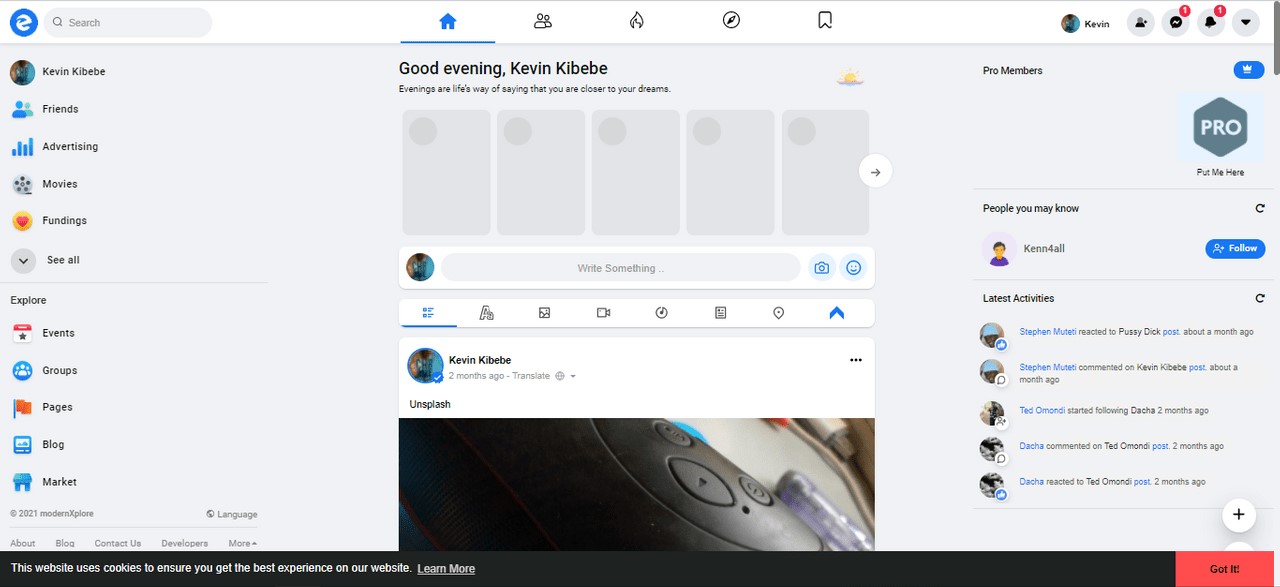 Search
Kevin
1
1
Kevin Kibebe
Friends
Advertising
Movies
Fundings
See all
Explore
Events
Groups
Pages
Blog
Market
© 2021 modernXplore
Language
About Blog Contact Us Developers More
Good evening, Kevin Kibebe
Evenings are life's way of saying that you are closer to your dreams.
Write Something ..
Kevin Kibebe
2 months ago - Translate
Unsplash
Pro Members
PRO
Put Me Here
People you may know
Kenn4all
Follow
Latest Activities
Stephen Muteti reacted to Pussy Dick post. about a month ago
Stephen Muteti commented on Kevin Kibebe post. about a
month ago
Ted Omondi started following Dacha 2 months ago
Dacha commented on Ted Omondi post. 2 months ago
Dacha reacted to Ted Omondi post. 2 months ago
This website uses cookies to ensure you get the best experience on our website. Learn More
Got It!